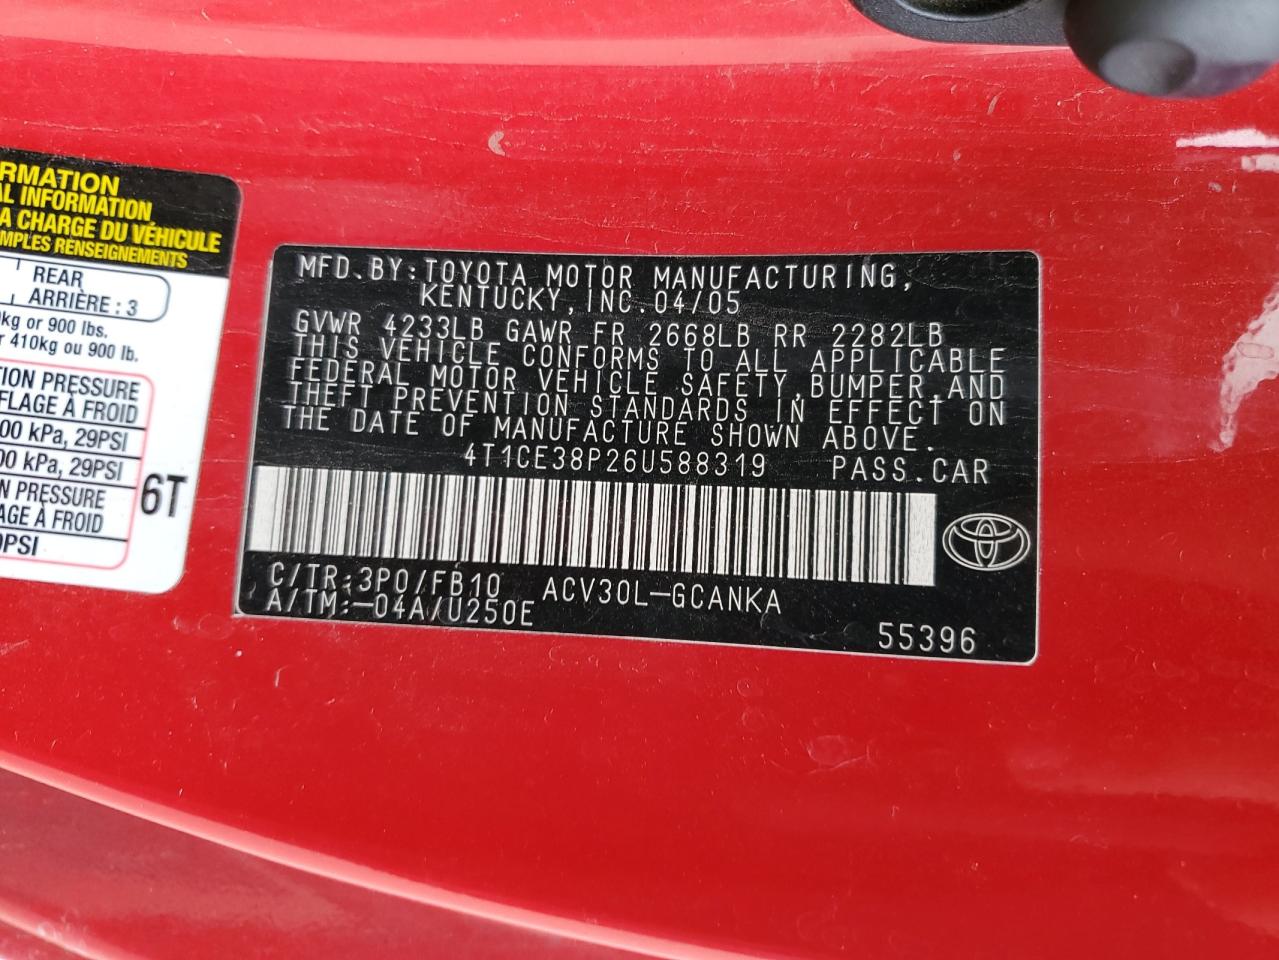 RMATION
AL INFORMATION
A CHARGE DU VÉHICULE
MPLES RENSEIGNEMENTS
REAR
ARRIÈRE : 3
kg or 900 lbs.
410kg ou 900 lb.
TION PRESSURE
FLAGE À FROID
00 kPa, 29PSI
00 kPa, 29PSI
N PRESSURE
AGE À FROID
0PSI
6T
MFD.BY:TOYOTA MOTOR MANUFACTURING,
KENTUCKY,INC.04/05
GVWR 4233LB GAWR FR 2668LB RR 2282LB
THIS VEHICLE CONFORMS TO ALL APPLICABLE
FEDERAL MOTOR VEHICLE SAFETY,BUMPER,AND
THEFT PREVENTION STANDARDS IN EFFECT ON
THE DATE OF MANUFACTURE SHOWN ABOVE.
4T1CE38P26U588319 PASS.CAR
C/TR:3P0/FB10 ACV30L-GCANKA
A/TM:-04A/U250E
55396